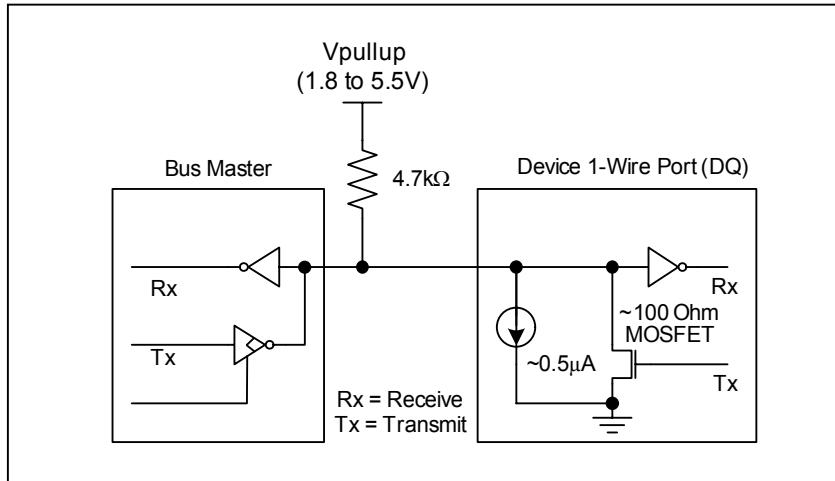 Vpullup
(1.8 to 5.5V)
Bus Master
4.7kΩ
Device 1-Wire Port (DQ)
Rx
Rx
~100 Ohm
MOSFET
Tx
~0.5µA
Tx
Rx = Receive
Tx = Transmit